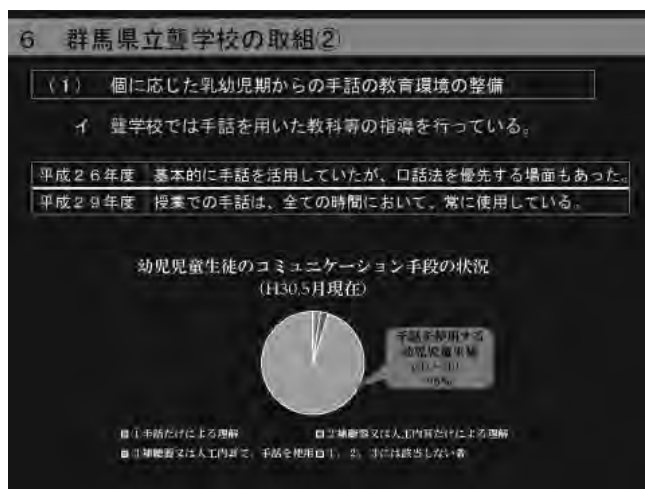 6 群馬県立聾学校の取組②
(1) 個に応じた乳幼児期からの手話の教育環境の整備
イ 聾学校では手話を用いた教科等の指導を行っている。
平成26年度 基本的に手話を活用していたが、口話法を優先する場面もあった。
平成29年度 授業での手話は、全ての時間において、常に使用している。
幼児児童生徒のコミュニケーション手段の状況
(H30.5月現在)
手話を使用する
幼児児童生徒
1手話だけによる理解
2補聴器又は人工内耳だけによる理解
3補聴器又は人工内耳で、手話を使用
1、2、3には該当しない者